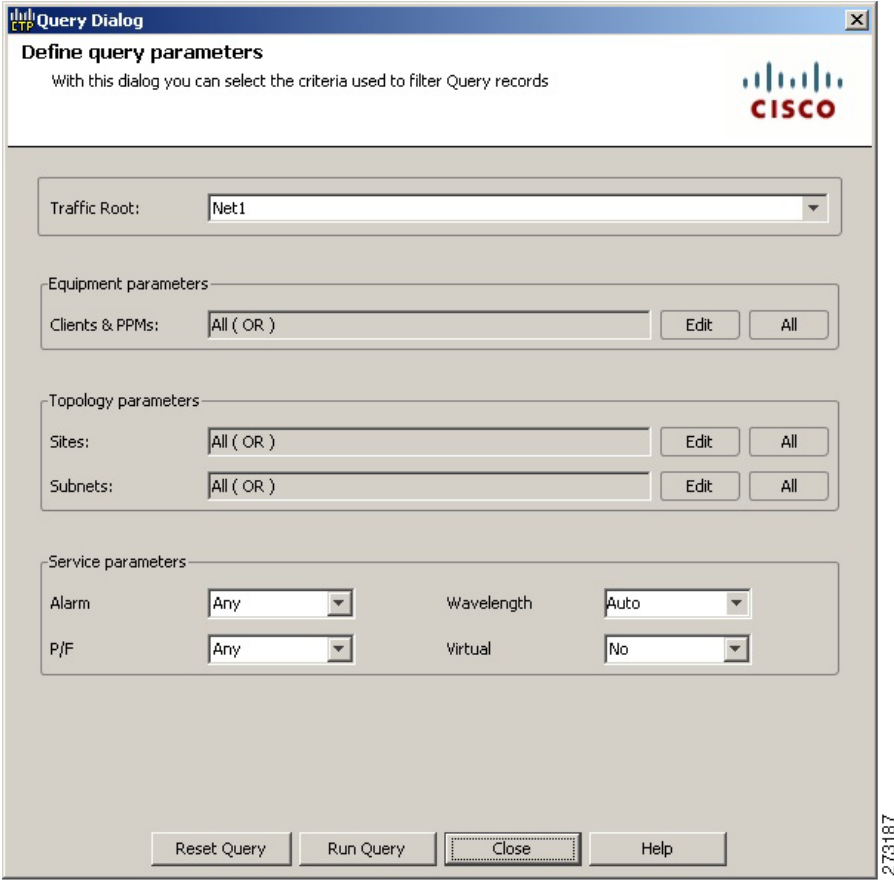 CTP Query Dialog
Define query parameters
With this dialog you can select the criteria used to filter Query records
CISCO
Traffic Root: Net1
Equipment parameters
Clients & PPMs: All ( OR ) Edit All
Topology parameters
Sites: All ( OR ) Edit All
Subnets: All ( OR ) Edit All
Service parameters
Alarm Any Wavelength Auto
P/F Any Virtual No
Reset Query Run Query Close Help
273187